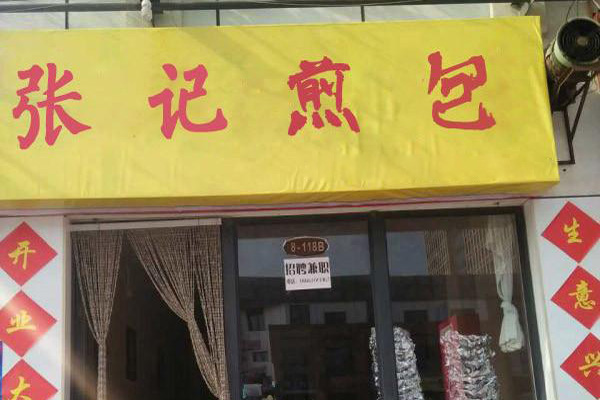 张记煎包
8-118B
招聘兼职
开业大
生意兴